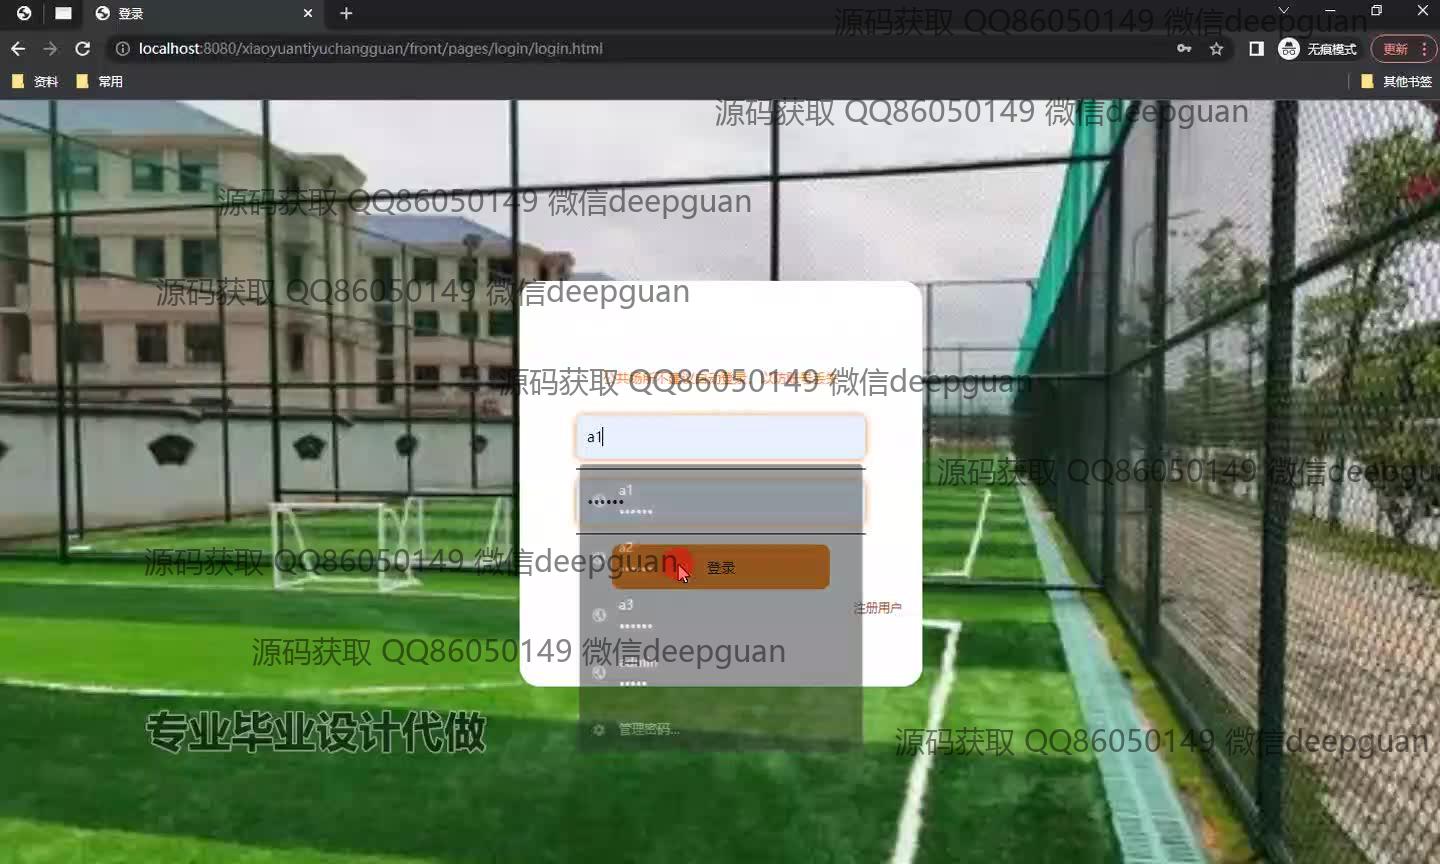 登录
源码获取 QQ86050149 微信deepguan
localhost:8080/xiaoyuantiyuchangguan/front/pages/login/login.html
无痕模式
更新
资料
常用
其他书签
源码获取 QQ86050149 微信deepguan
源码获取 QQ86050149 微信deepguan
源码获取 QQ86050149 微信deepguan
源码获取 QQ86050149 微信deepguan
a1
源码获取 QQ86050149 微信deepgua
a1
••••••
••••••
a2
源码获取 QQ86050149 微信deepguan
登录
a3
注册用户
••••••
源码获取 QQ86050149 微信deepguan
admin
•••••
管理密码...
专业毕业设计代做
源码获取 QQ86050149 微信deepguan